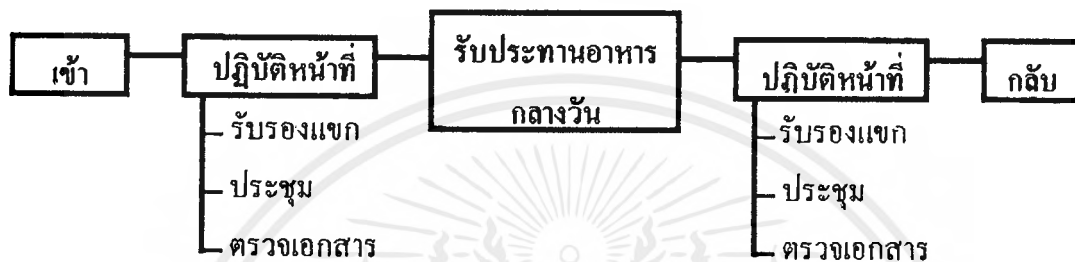 เข้า
ปฏิบัติหน้าที่
รับรองแขก
ประชุม
ตรวจเอกสาร
รับประทานอาหาร
กลางวัน
ปฏิบัติหน้าที่
รับรองแขก
ประชุม
ตรวจเอกสาร
กลับ